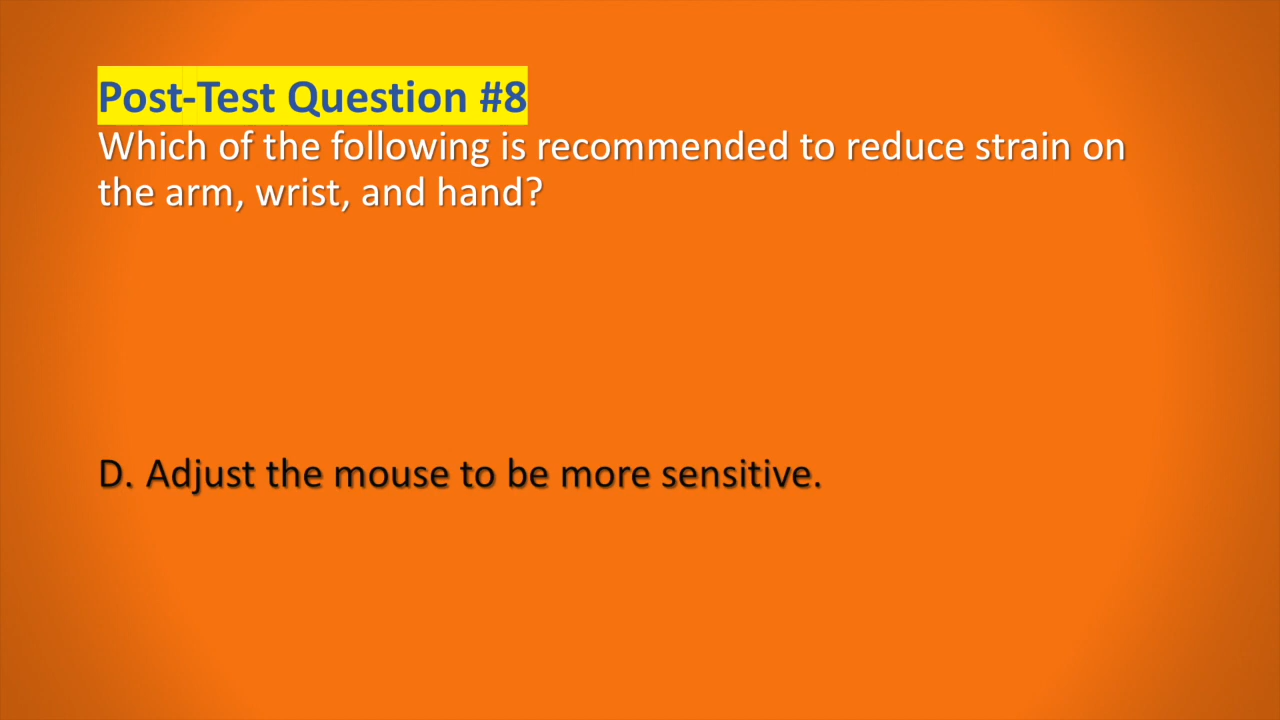 Post-Test Question #8
Which of the following is recommended to reduce strain on
the arm, wrist, and hand?
D. Adjust the mouse to be more sensitive.